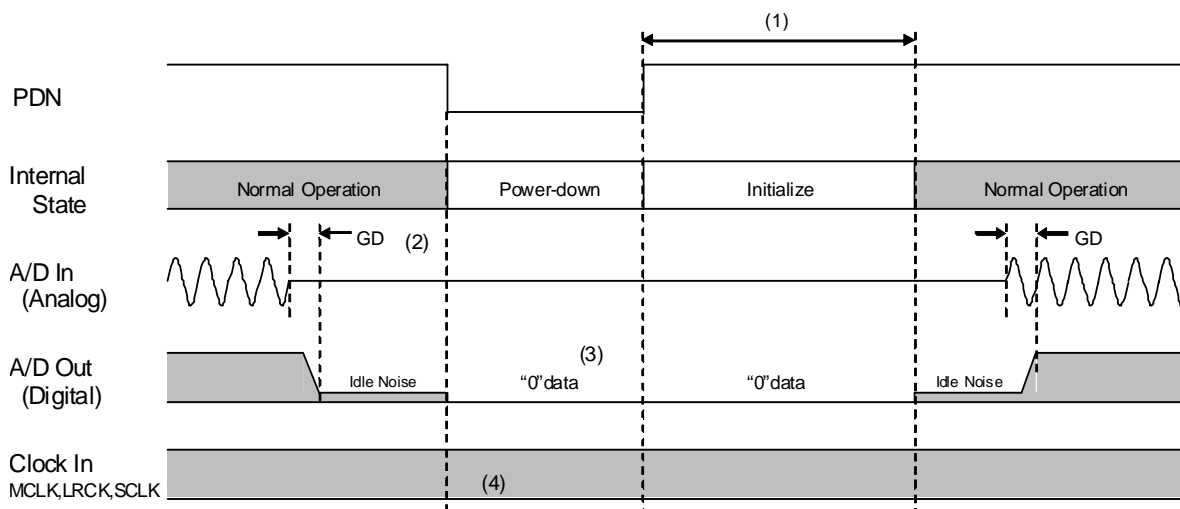 (1)
PDN
Internal
State
Normal Operation
Power-down
Initialize
Normal Operation
GD
(2)
GD
A/D In
(Analog)
A/D Out
(Digital)
Idle Noise
(3)
“0”data
“0”data
Idle Noise
Clock In
MCLK,LRCK,SCLK
(4)